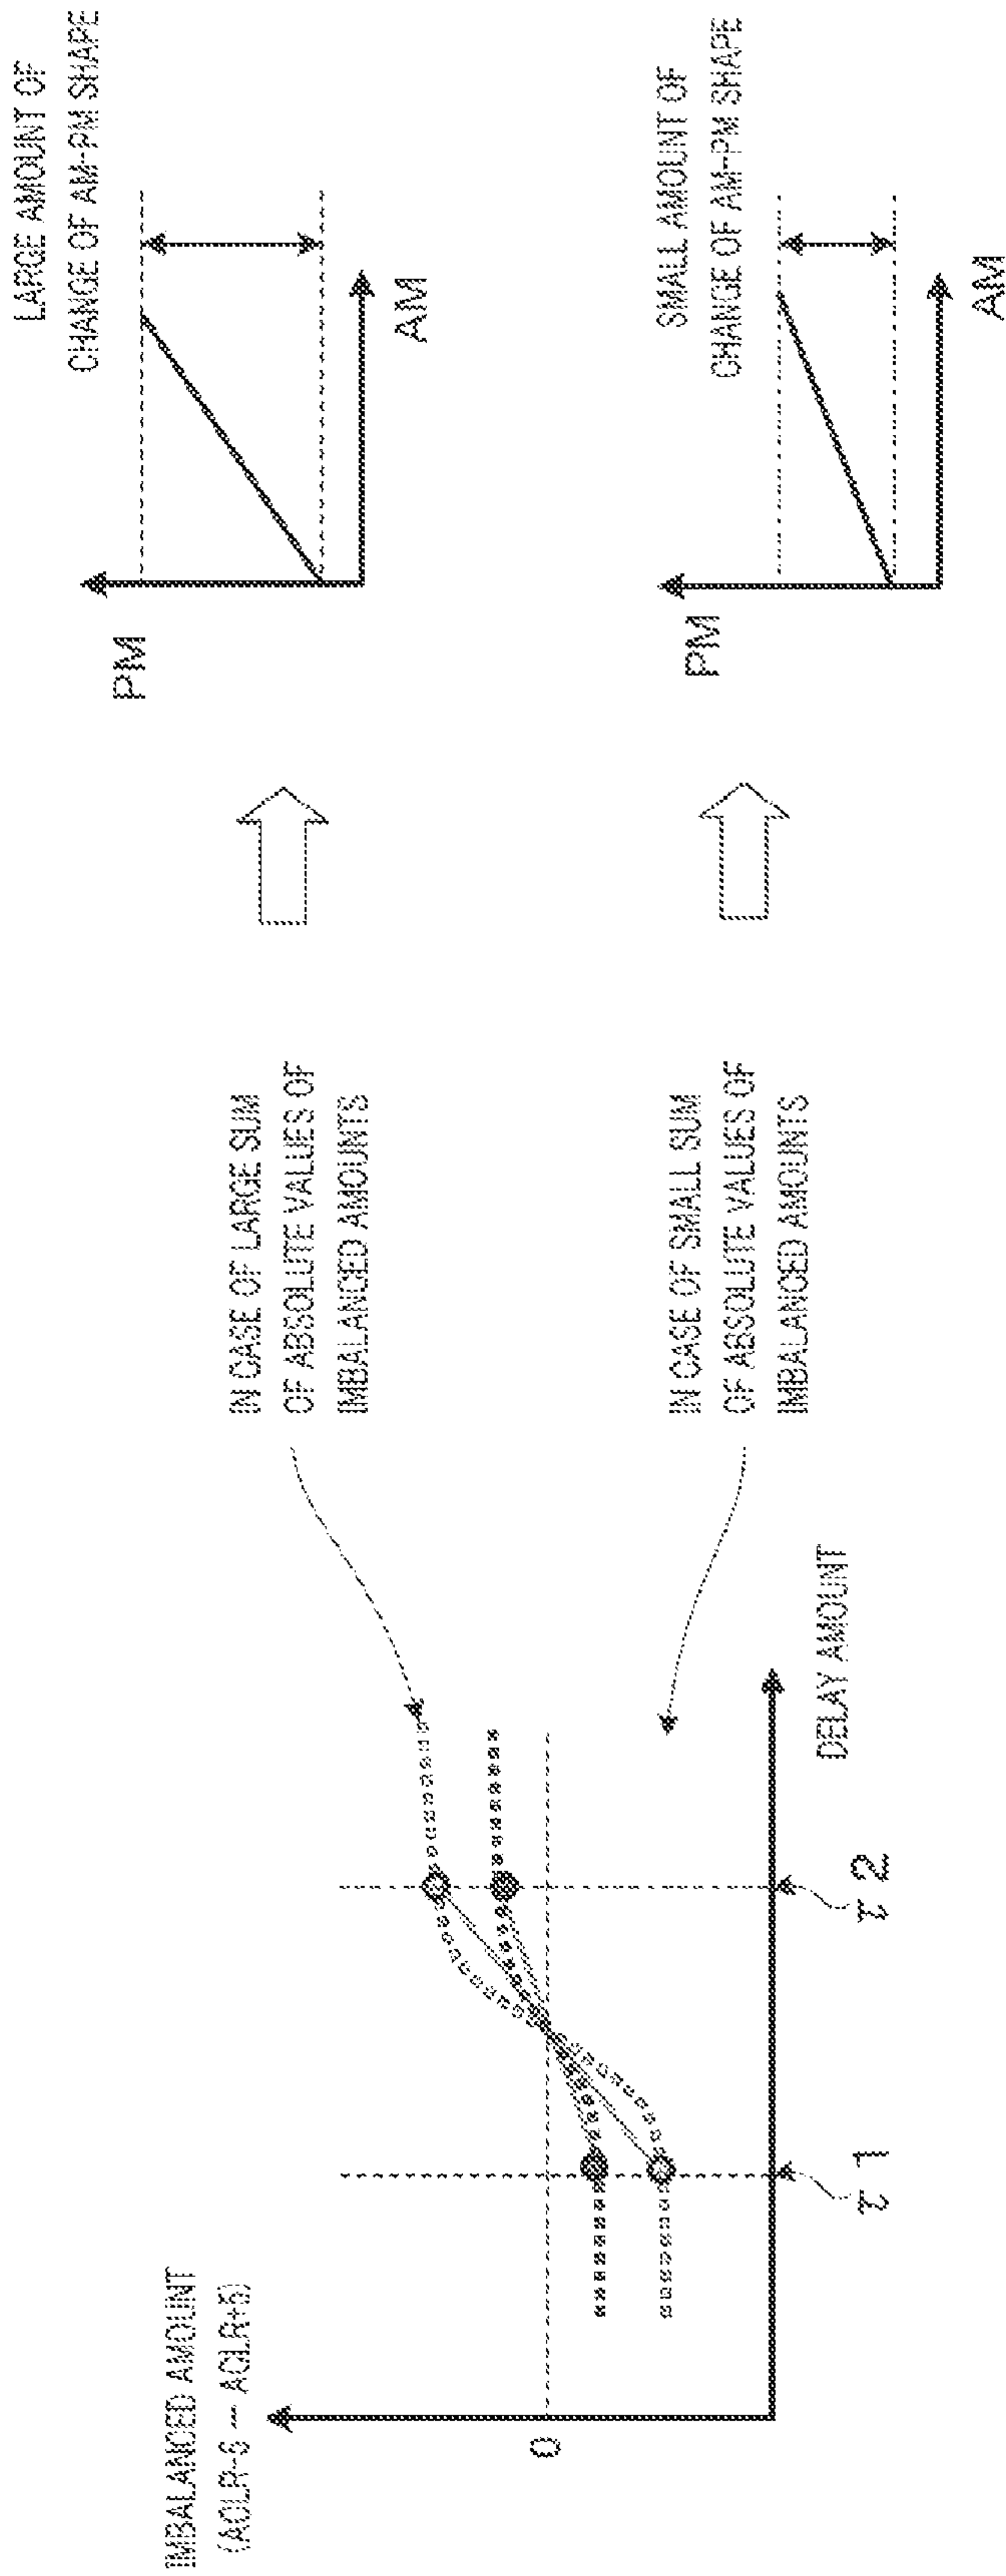 IMBALANCED AMOUNT
(ACLR-5 — ACLR+5)
0
τ 1
τ 2
DELAY AMOUNT
IN CASE OF LARGE SUM
OF ABSOLUTE VALUES OF
IMBALANCED AMOUNTS
IN CASE OF SMALL SUM
OF ABSOLUTE VALUES OF
IMBALANCED AMOUNTS
PM
AM
LARGE AMOUNT OF
CHANGE OF AM-PM SHAPE
PM
AM
SMALL AMOUNT OF
CHANGE OF AM-PM SHAPE